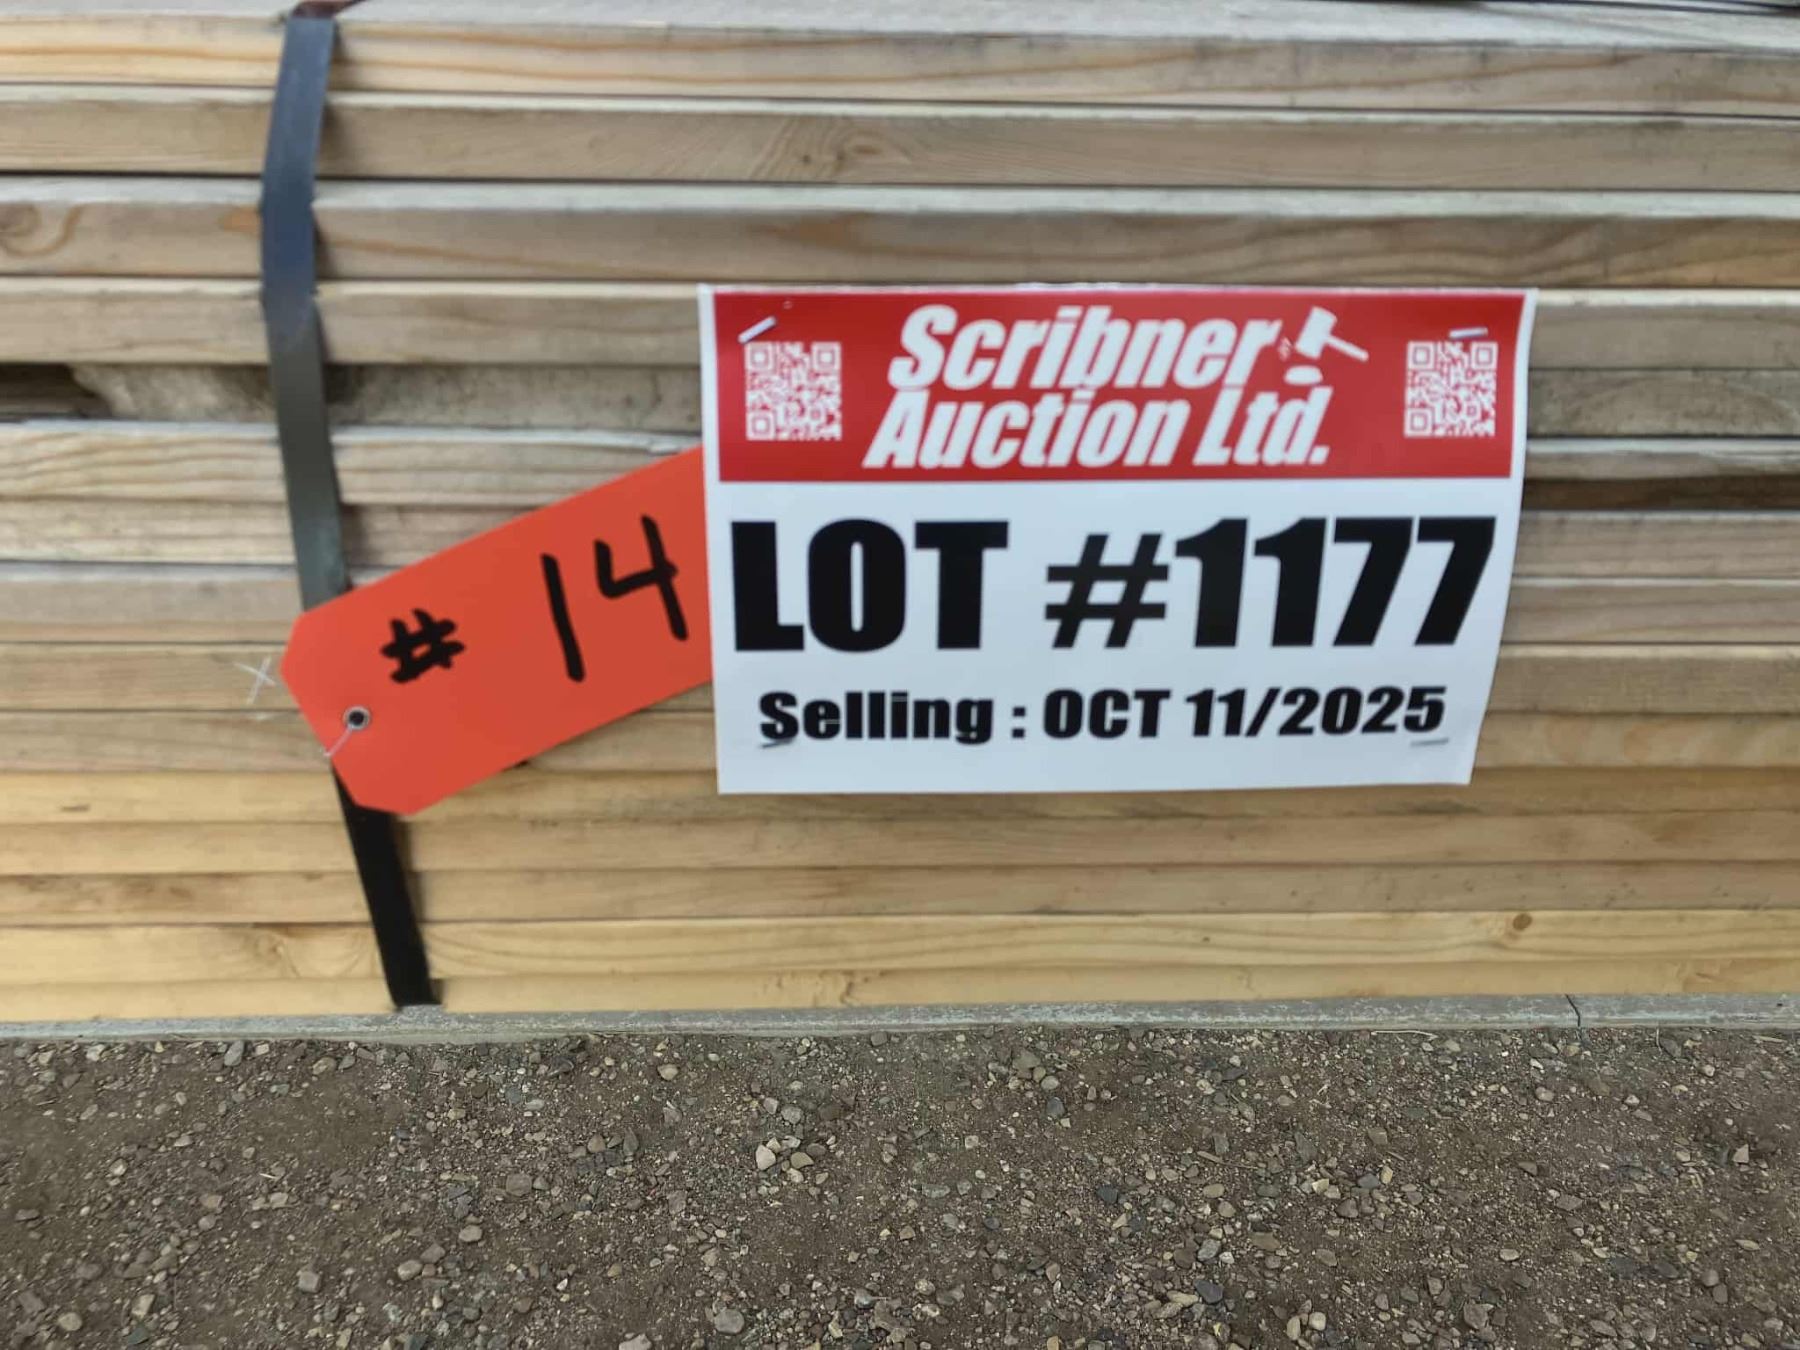 Scribner
Auction Ltd.
LOT #1177
Selling : OCT 11/2025
# 14